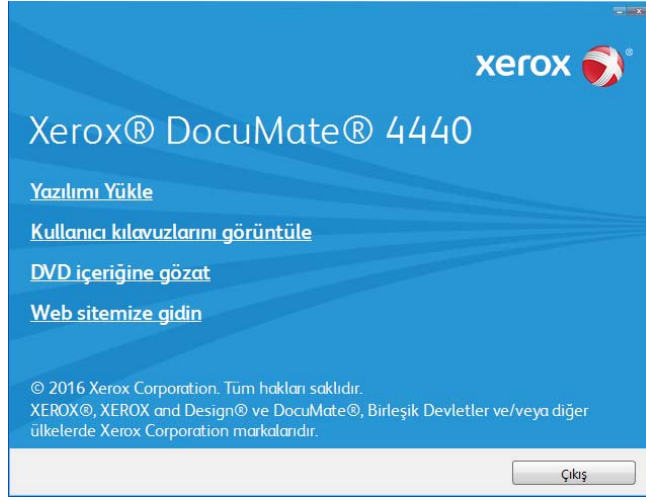 xerox ®
Xerox® DocuMate® 4440
Yazılımı Yükle
Kullanıcı kılavuzlarını görüntüle
DVD içeriğine gözat
Web sitemize gidin
© 2016 Xerox Corporation. Tüm hakları saklıdır.
XEROX®, XEROX and Design® ve DocuMate®, Birleşik Devletler ve/veya diğer
ülkelerde Xerox Corporation markalarıdır.
Çıkış